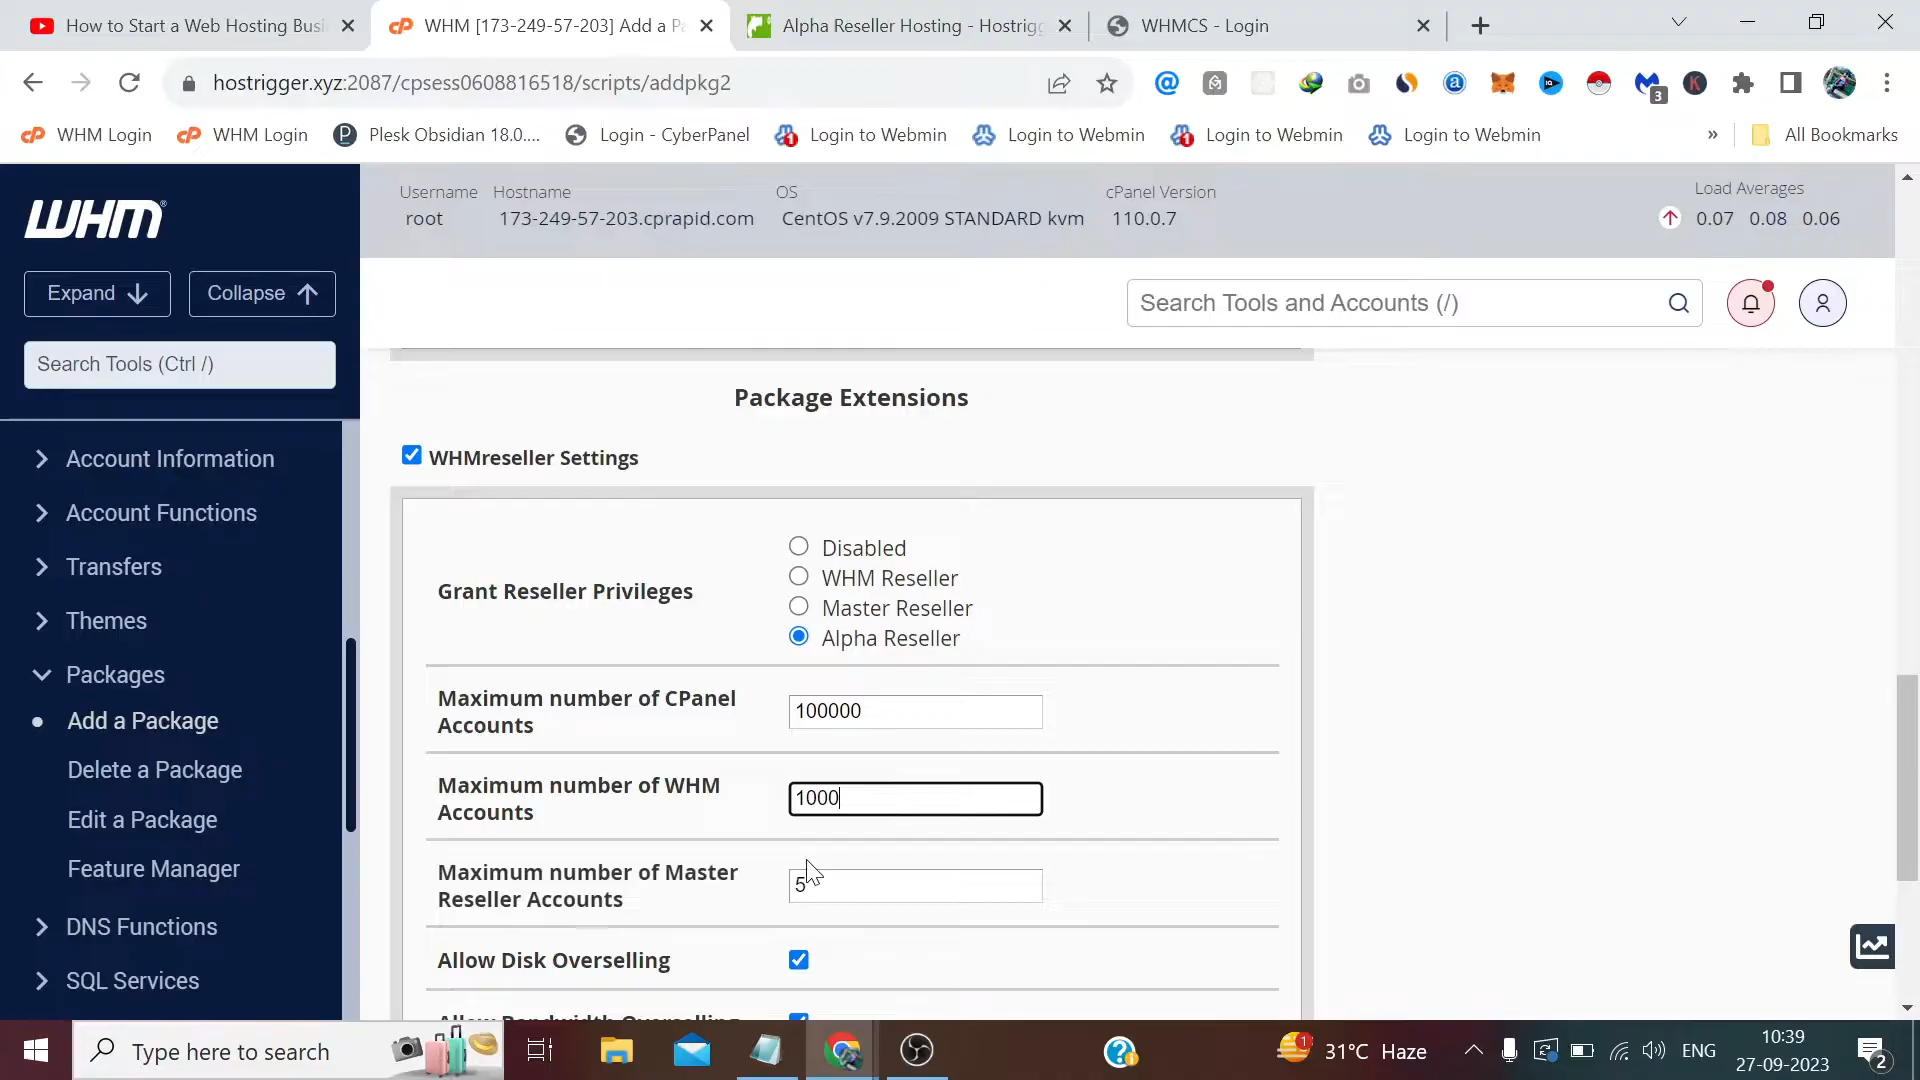 How to Start a Web Hosting Busi
WHM [173-249-57-203] Add a Pa
Alpha Reseller Hosting - Hostrigg
WHMCS - Login
hostrigger.xyz:2087/cpsess0608816518/scripts/addpkg2
3
WHM Login
WHM Login
Plesk Obsidian 18.0....
Login - CyberPanel
Login to Webmin
Login to Webmin
Login to Webmin
Login to Webmin
»
All Bookmarks
WHM®
Username
root
Hostname
173-249-57-203.cprapid.com
OS
CentOS v7.9.2009 STANDARD kvm
cPanel Version
110.0.7
Load Averages
0.07 0.08 0.06
Expand
Collapse
Search Tools (Ctrl /)
Search Tools and Accounts (/)
Account Information
Account Functions
Transfers
Themes
Packages
Add a Package
Delete a Package
Edit a Package
Feature Manager
DNS Functions
SQL Services
Package Extensions
WHMreseller Settings
Grant Reseller Privileges
Disabled
WHM Reseller
Master Reseller
Alpha Reseller
Maximum number of CPanel
Accounts
100000
Maximum number of WHM
Accounts
1000
Maximum number of Master
Reseller Accounts
5
Allow Disk Overselling
Allow Bandwidth Overselling
Type here to search
1
31°C Haze
ENG
10:39
27-09-2023
2